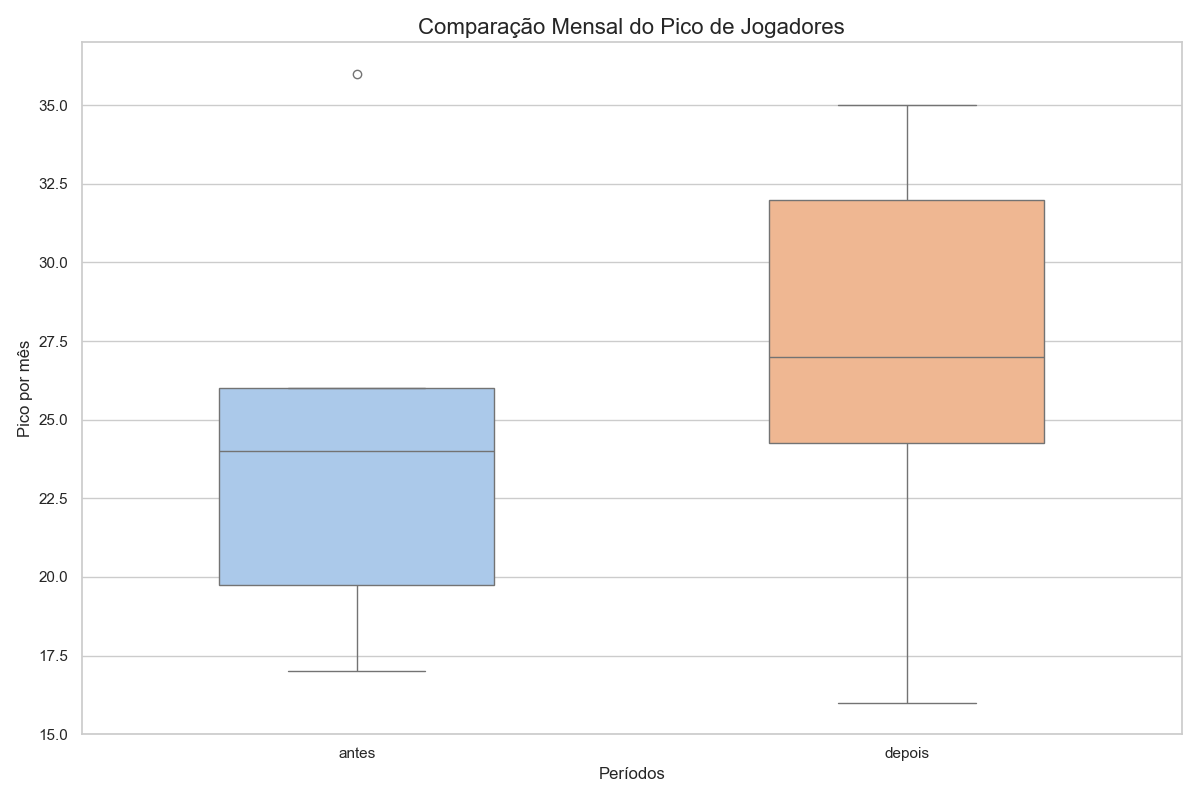 Comparação Mensal do Pico de Jogadores
Pico por mês
35.0
32.5
30.0
27.5
25.0
22.5
20.0
17.5
15.0
antes
depois
Períodos